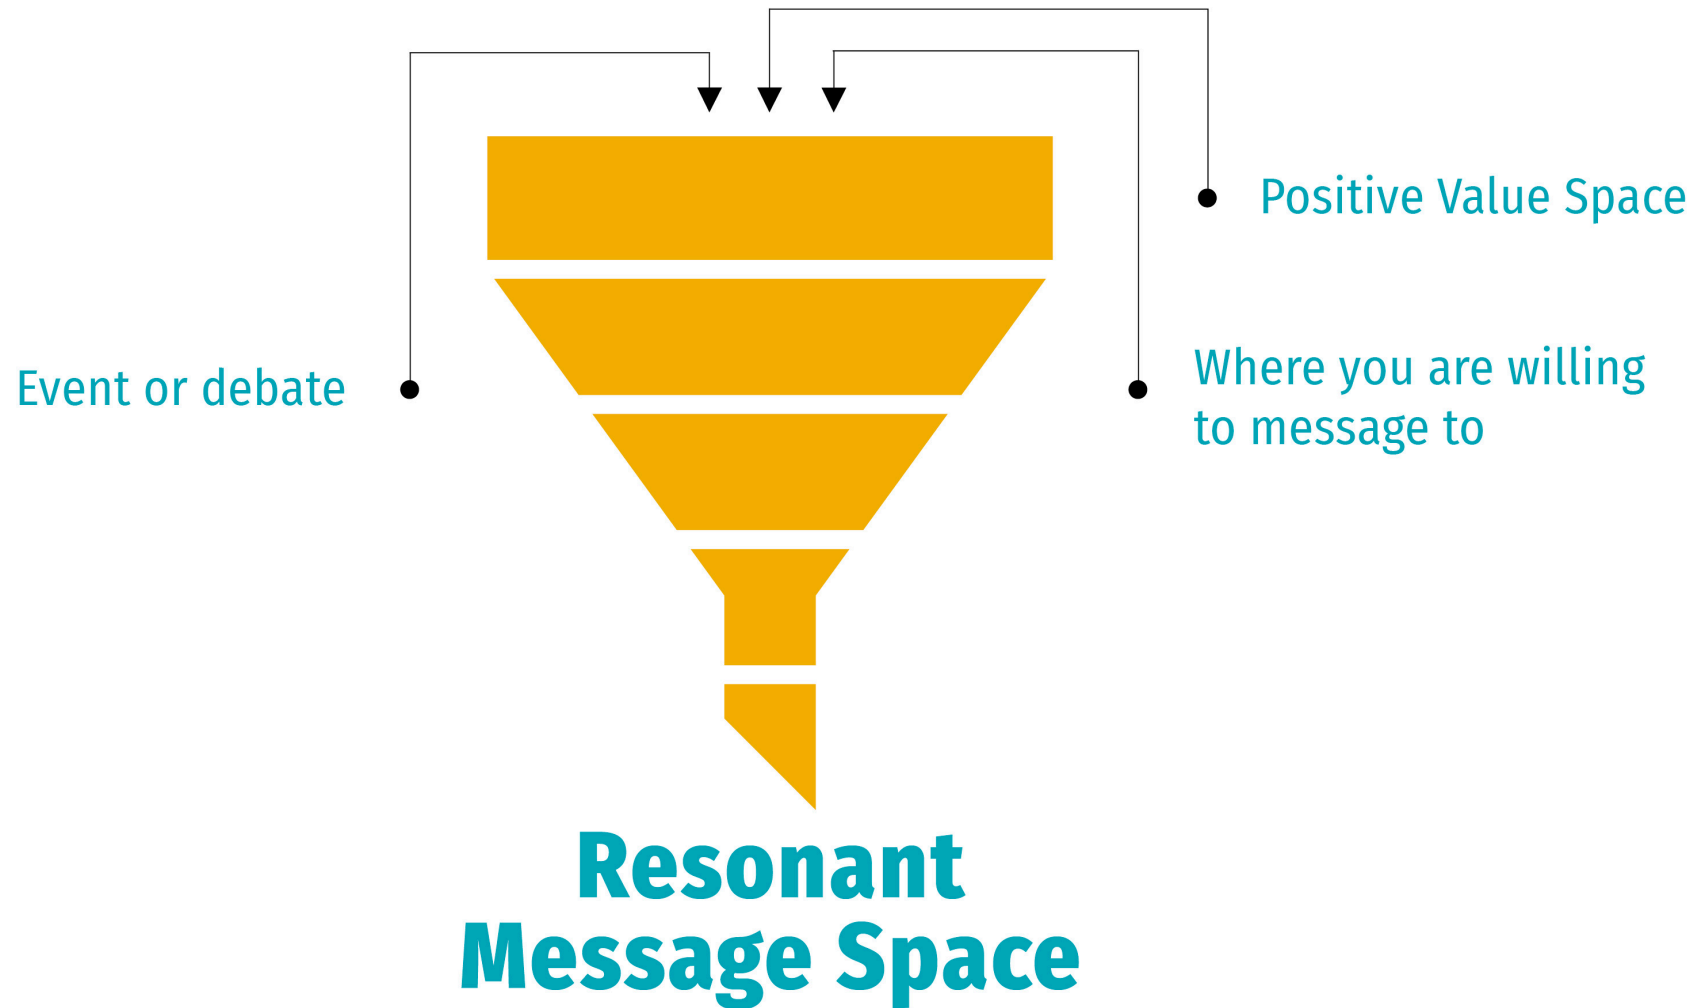 Positive Value Space
Event or debate
Where you are willing
to message to
Resonant
Message Space